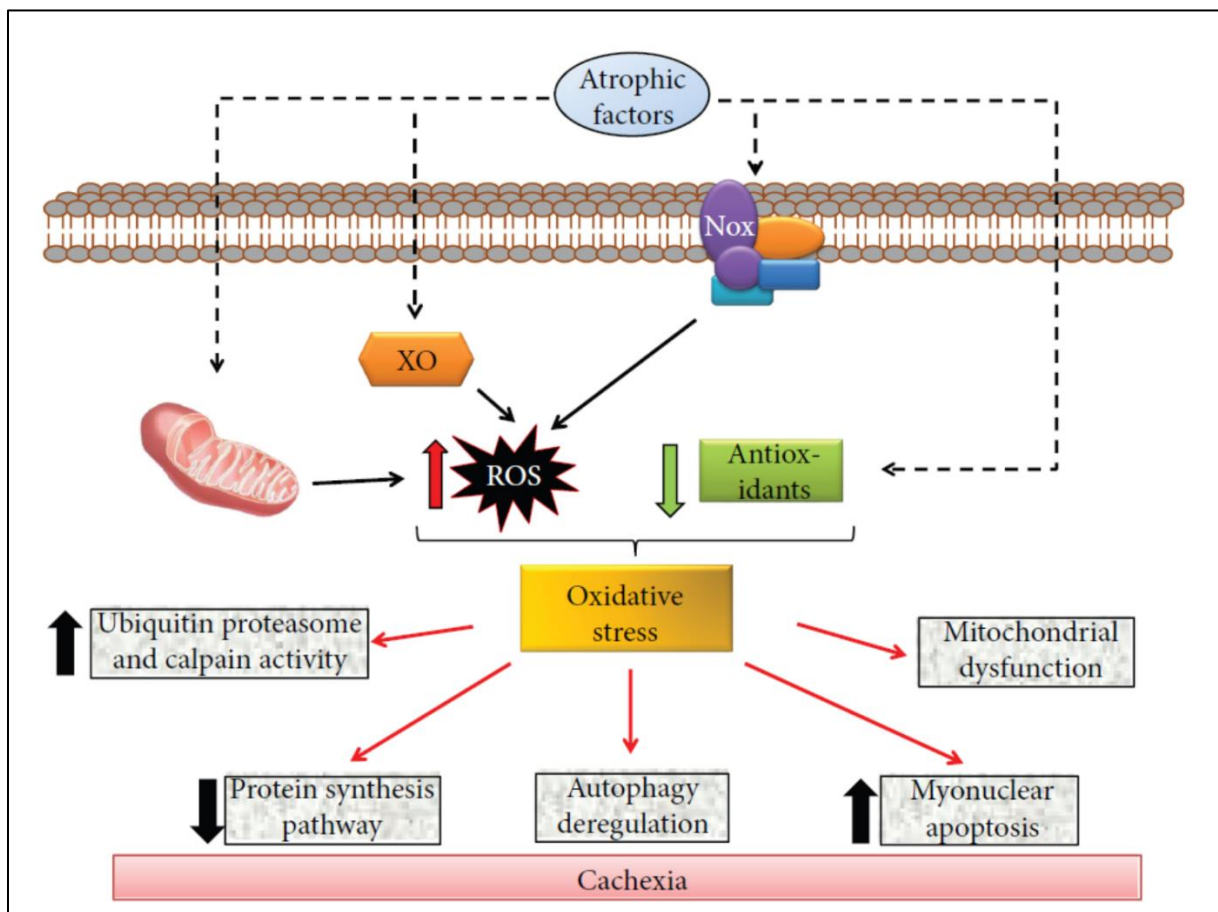 Atrophic
factors
Nox
XO
ROS
Antiox-
idants
Oxidative
stress
Ubiquitin proteasome
and calpain activity
Mitochondrial
dysfunction
Protein synthesis
pathway
Autophagy
deregulation
Myonuclear
apoptosis
Cachexia